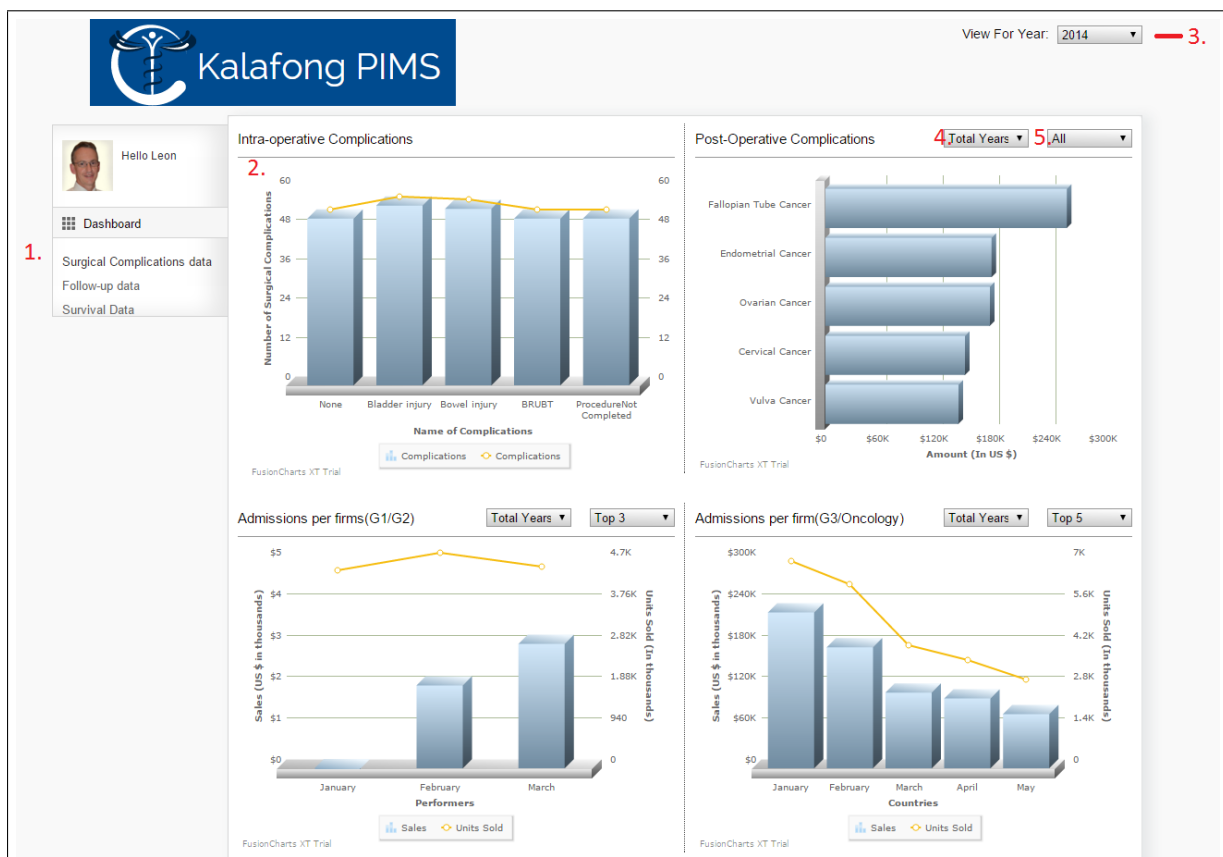 Kalafong PIMS
View For Year: 2014
3.
Hello Leon
Dashboard
1.
Surgical Complications data
Follow-up data
Survival Data
Intra-operative Complications
2.
60
48
36
24
12
0
Number of Surgical Complications
60
48
36
24
12
0
None Bladder injury Bowel injury BRUBT ProcedureNot
Completed
Name of Complications
Complications Complications
FusionCharts XT Trial
Post-Operative Complications 4. Total Years 5. All
Fallopian Tube Cancer
Endometrial Cancer
Ovarian Cancer
Cervical Cancer
Vulva Cancer
$0 $60K $120K $180K $240K $300K
Amount (In US $)
FusionCharts XT Trial
Admissions per firms(G1/G2) Total Years Top 3
$5
$4
$3
$2
$1
$0
Sales (US $ in thousands)
4.7K
3.76K
2.82K
1.88K
940
0
Units Sold (In thousands)
January February March
Performers
Sales Units Sold
FusionCharts XT Trial
Admissions per firm(G3/Oncology) Total Years Top 5
$300K
$240K
$180K
$120K
$60K
$0
Sales (US $ in thousands)
7K
5.6K
4.2K
2.8K
1.4K
0
Units Sold (In thousands)
January February March April May
Countries
Sales Units Sold
FusionCharts XT Trial